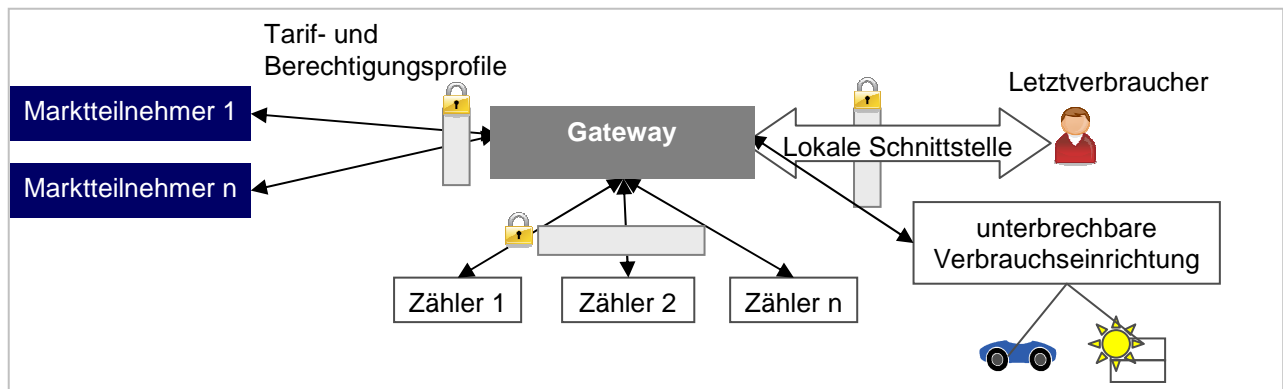 Tarif- und
Berechtigungsprofile
Letztverbraucher
Marktteilnehmer 1
Gateway
Lokale Schnittstelle
Marktteilnehmer n
unterbrechbare
Verbrauchseinrichtung
Zähler 1
Zähler 2
Zähler n